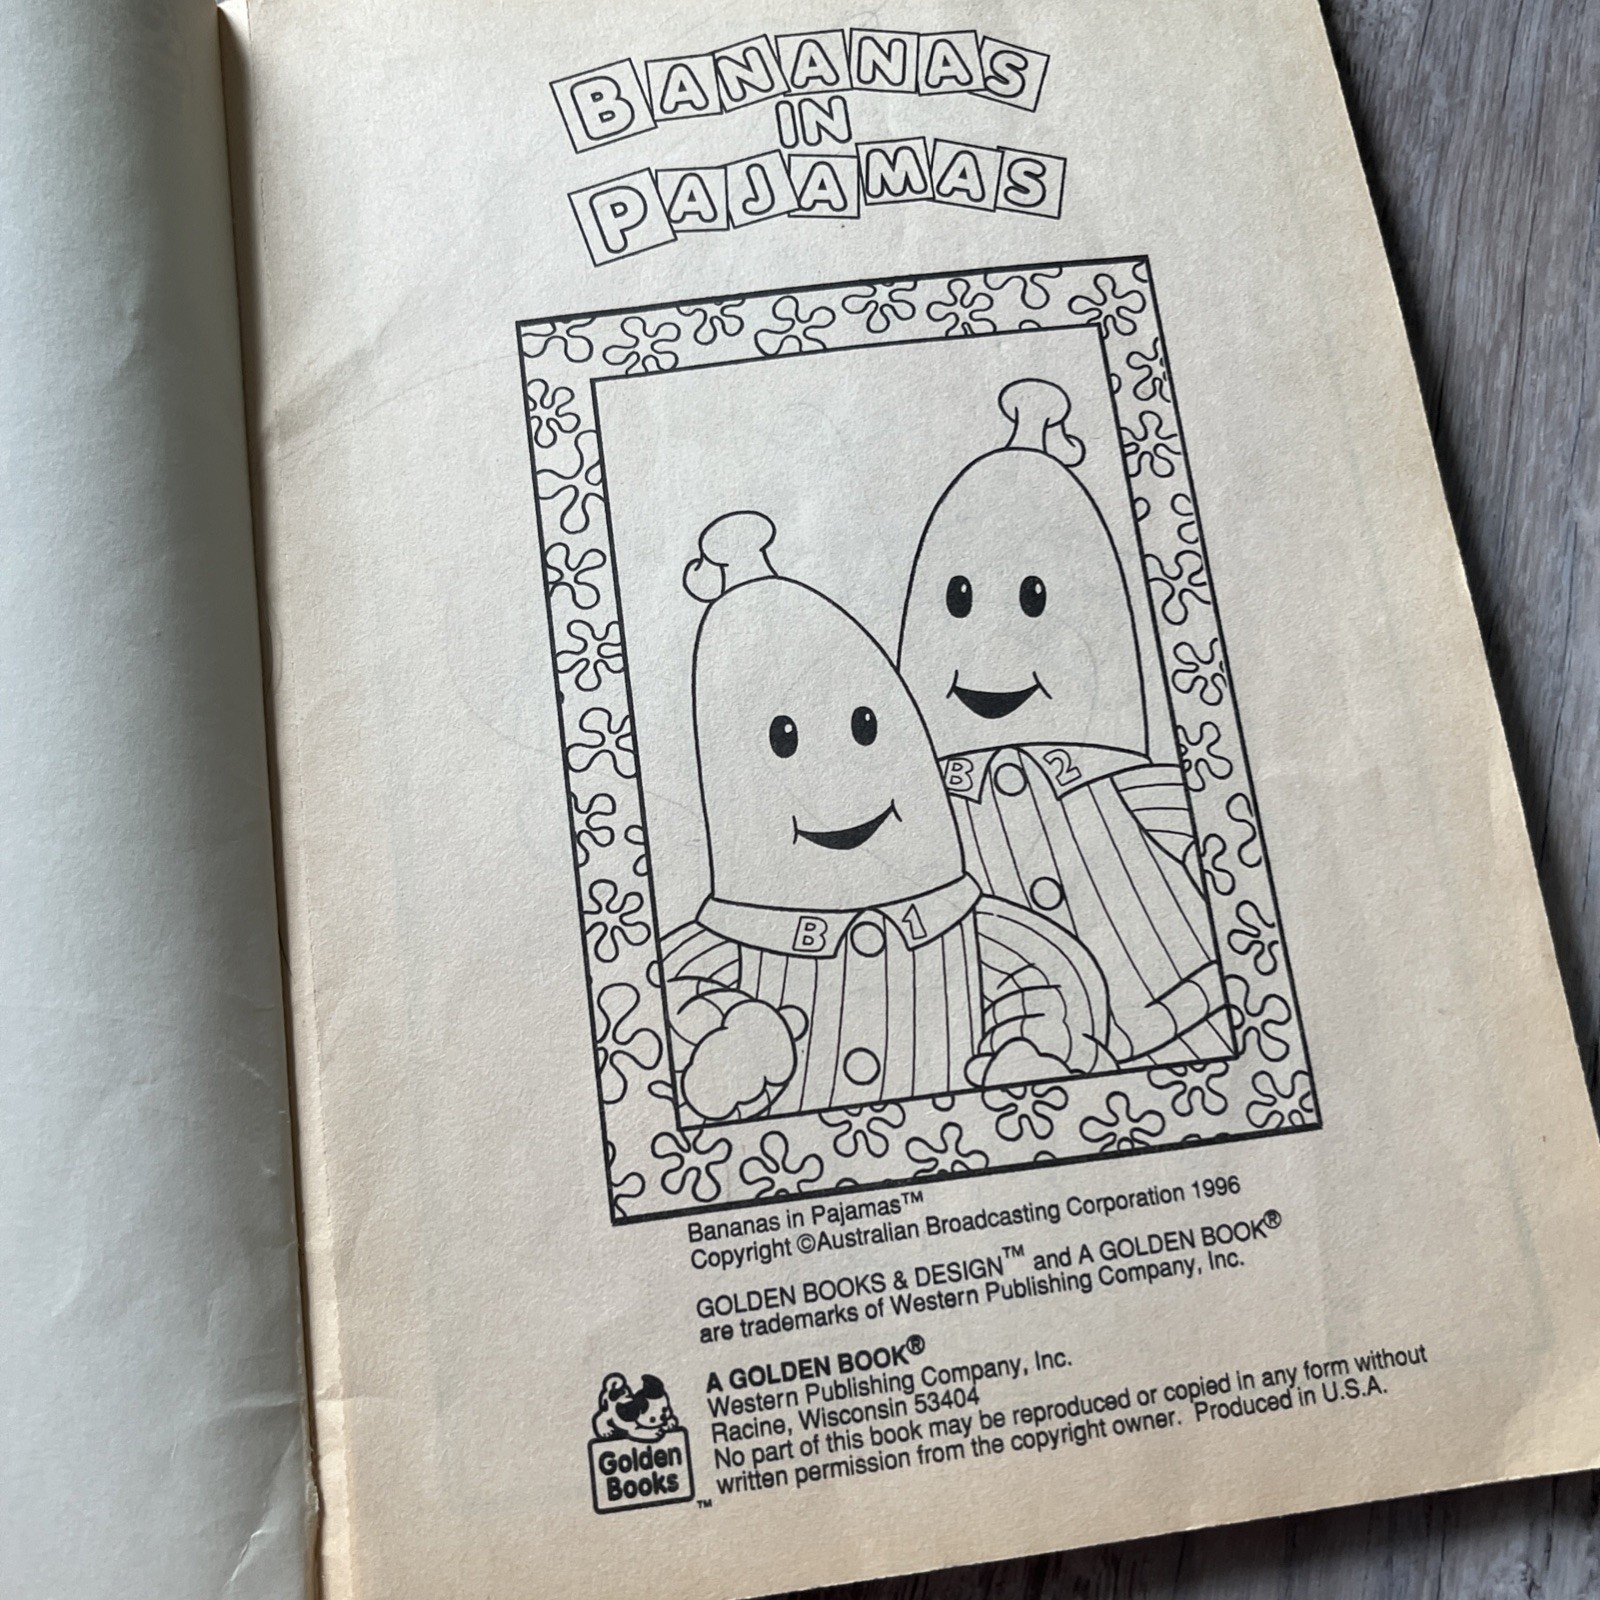 BANANAS
IN
PAJAMAS
B 2
B 1
Bananas in Pajamas™
Copyright ©Australian Broadcasting Corporation 1996
GOLDEN BOOKS & DESIGN™ and A GOLDEN BOOK®
are trademarks of Western Publishing Company, Inc.
A GOLDEN BOOK®
Western Publishing Company, Inc.
Racine, Wisconsin 53404
No part of this book may be reproduced or copied in any form without
written permission from the copyright owner. Produced in U.S.A.
Golden
Books
™